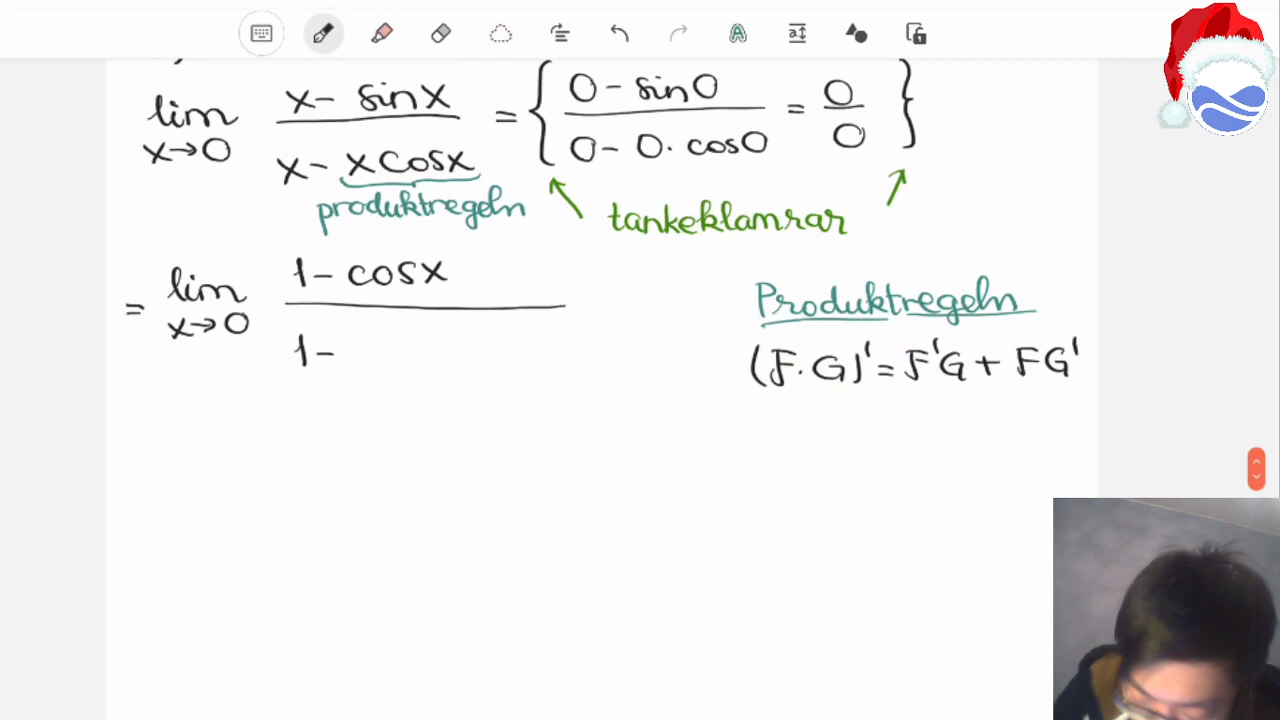 lim x→0 (x - sinx)/(x - xcosx) = { (0 - sin0)/(0 - 0·cos0) = 0/0 }
produktregeln
tankeklamrar
= lim x→0 (1 - cosx)/(1 -
Produktregeln
(F·G)' = F'G + FG'